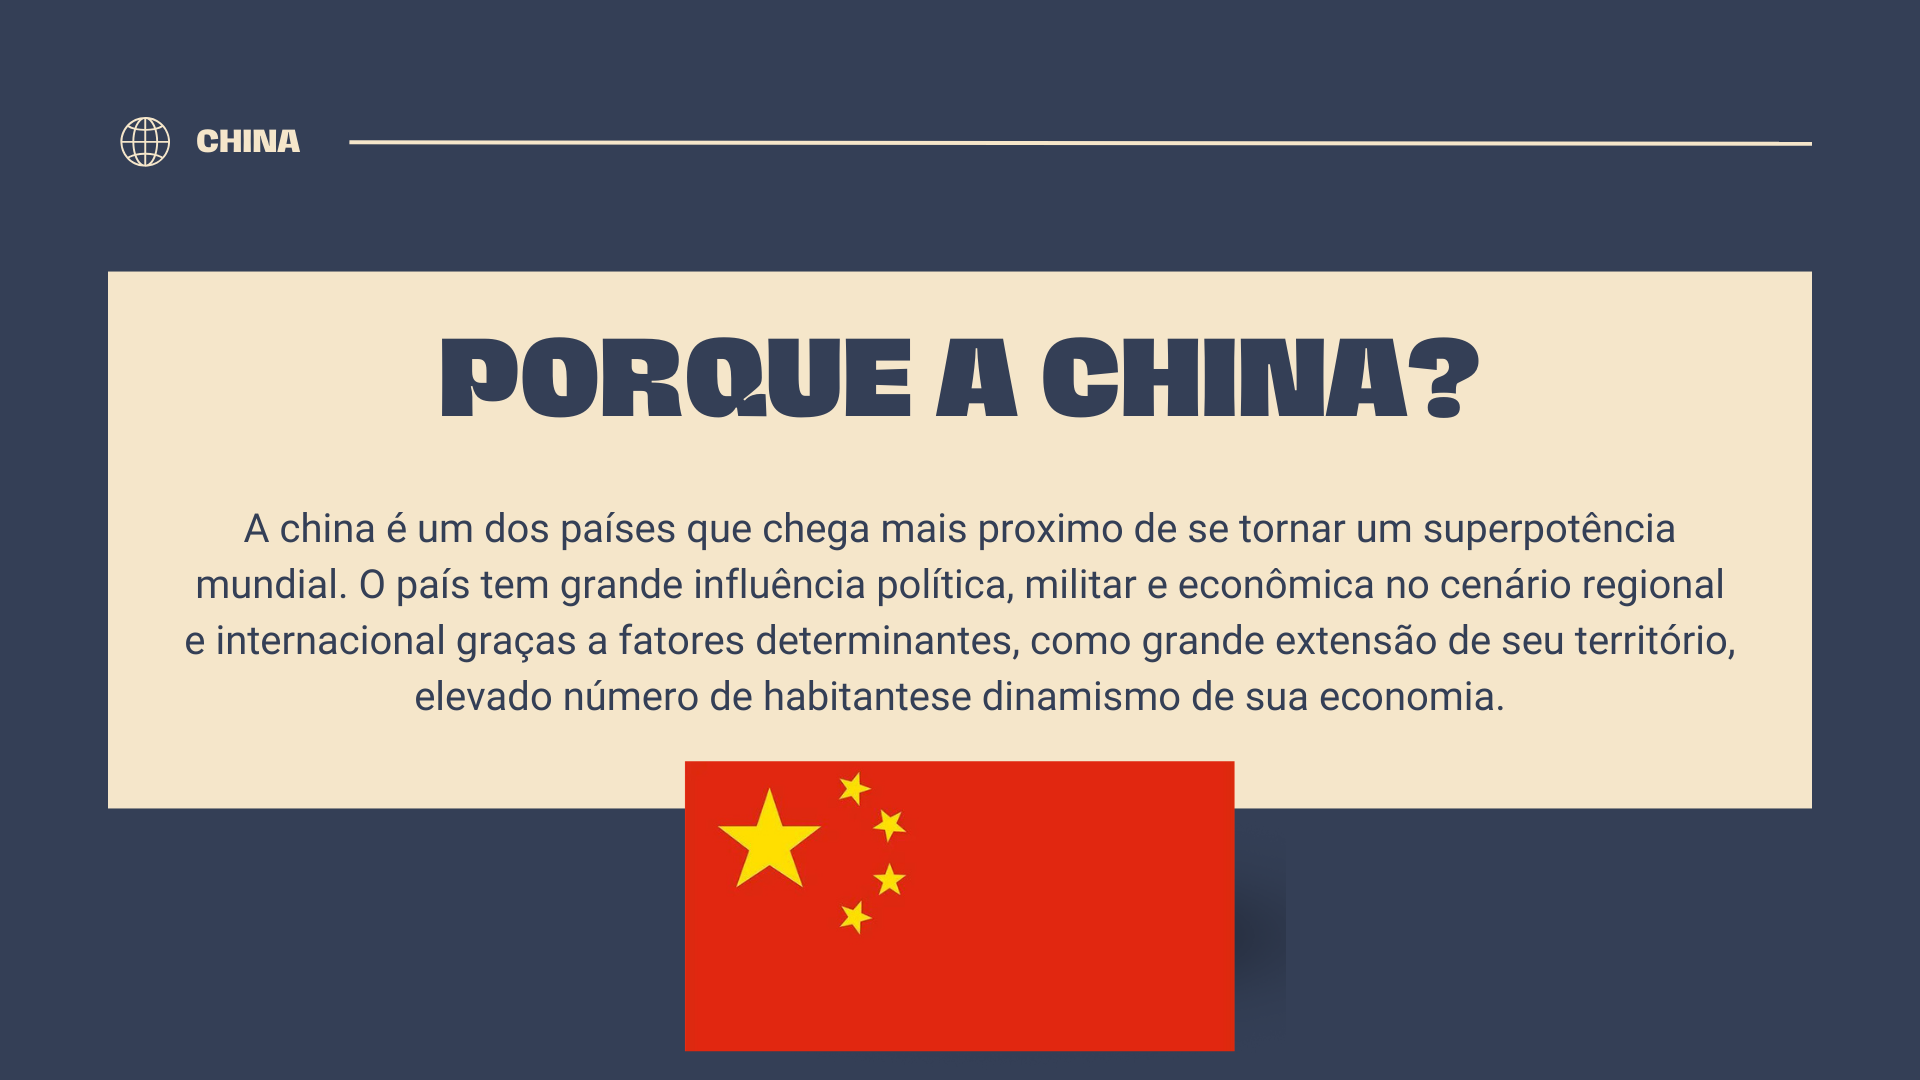 CHINA
PORQUE A CHINA?
A china é um dos países que chega mais proximo de se tornar um superpotência
mundial. O país tem grande influência política, militar e econômica no cenário regional
e internacional graças a fatores determinantes, como grande extensão de seu território,
elevado número de habitantese dinamismo de sua economia.